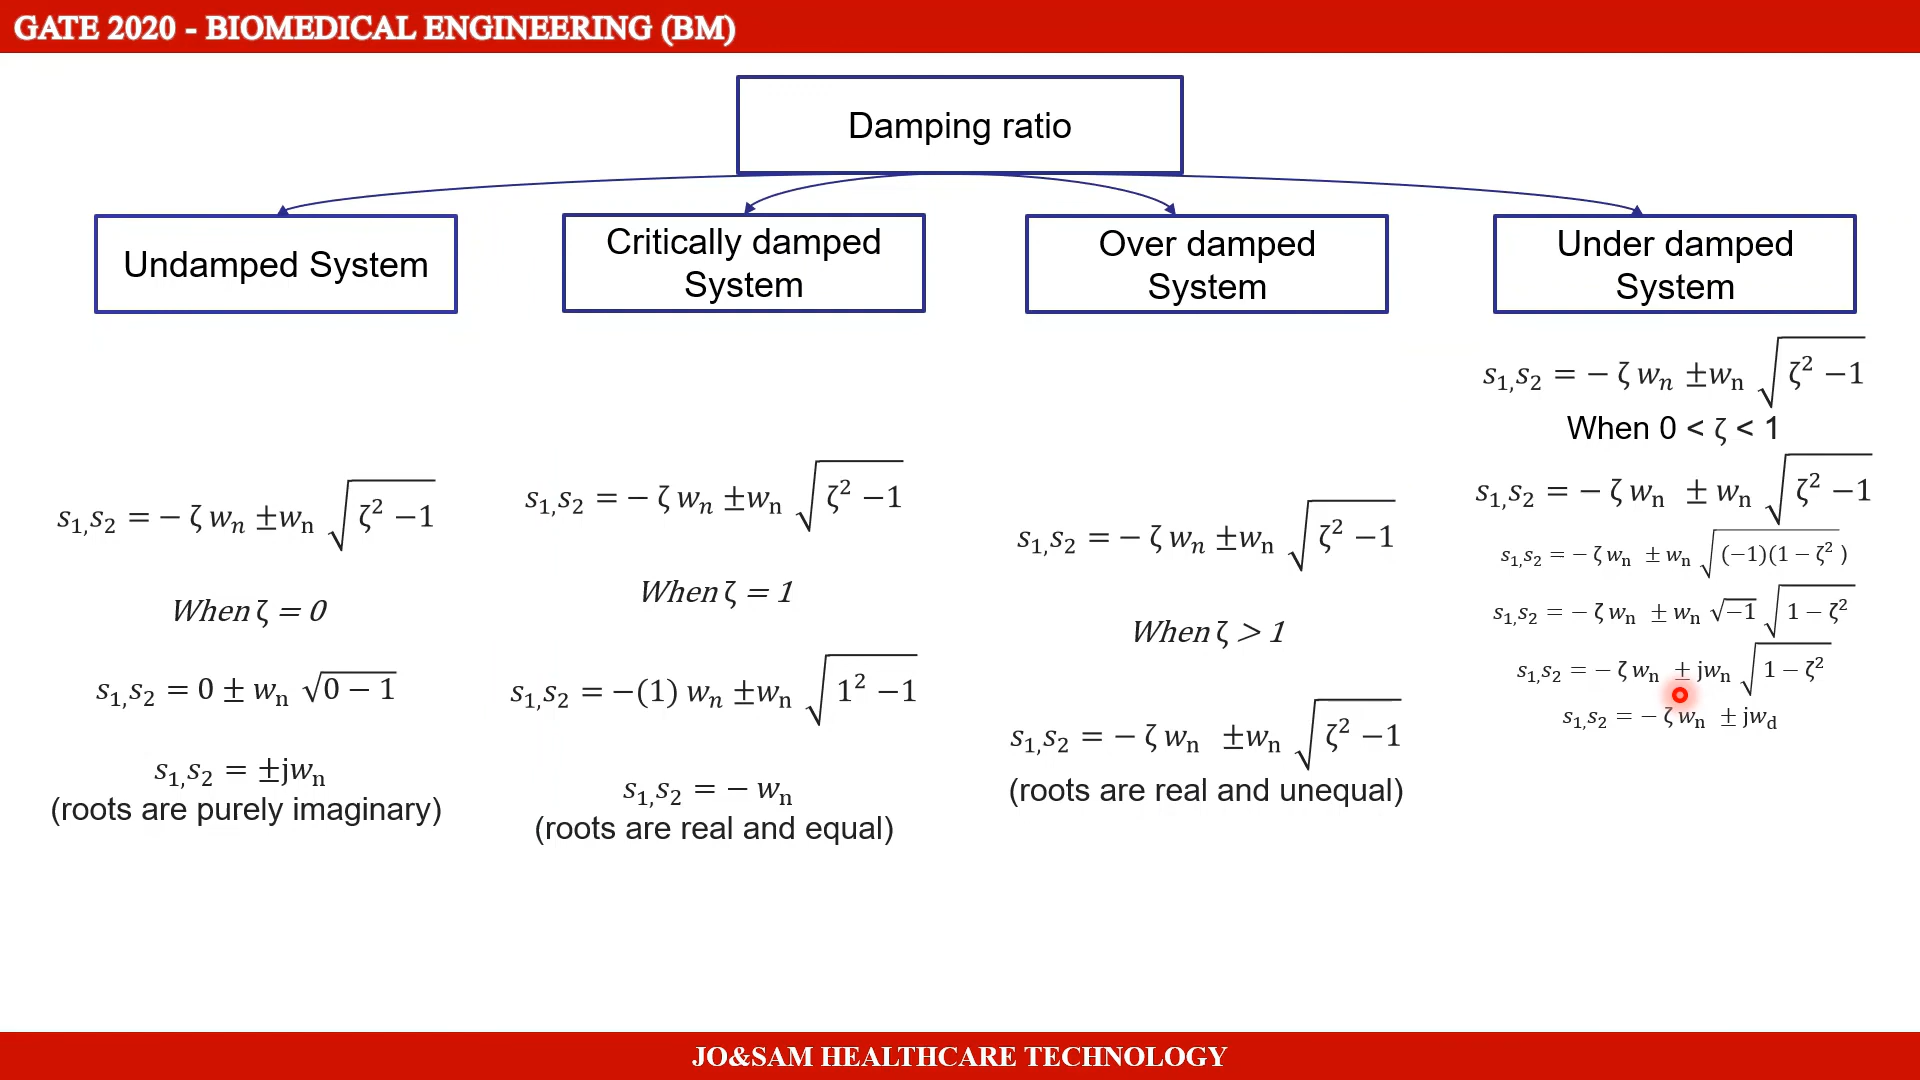 GATE 2020 - BIOMEDICAL ENGINEERING (BM)
Damping ratio
Undamped System
s₁,s₂ = − ζ wₙ ±wₙ √(ζ² −1)
When ζ = 0
s₁,s₂ = 0 ± wₙ √(0 − 1)
s₁,s₂ = ±jwₙ
(roots are purely imaginary)
Critically damped
System
s₁,s₂ = − ζ wₙ ±wₙ √(ζ² −1)
When ζ = 1
s₁,s₂ = −(1) wₙ ±wₙ √(1² −1)
s₁,s₂ = − wₙ
(roots are real and equal)
Over damped
System
s₁,s₂ = − ζ wₙ ±wₙ √(ζ² −1)
When ζ > 1
s₁,s₂ = − ζ wₙ ±wₙ √(ζ² −1)
(roots are real and unequal)
Under damped
System
s₁,s₂ = − ζ wₙ ±wₙ √(ζ² −1)
When 0 < ζ < 1
s₁,s₂ = − ζ wₙ ± wₙ √(ζ² −1)
s₁,s₂ = − ζ wₙ ± wₙ √((−1)(1 − ζ²))
s₁,s₂ = − ζ wₙ ± wₙ √−1 √(1 − ζ²)
s₁,s₂ = − ζ wₙ ± jwₙ √(1 − ζ²)
s₁,s₂ = − ζ wₙ ± jw_d
JO&SAM HEALTHCARE TECHNOLOGY